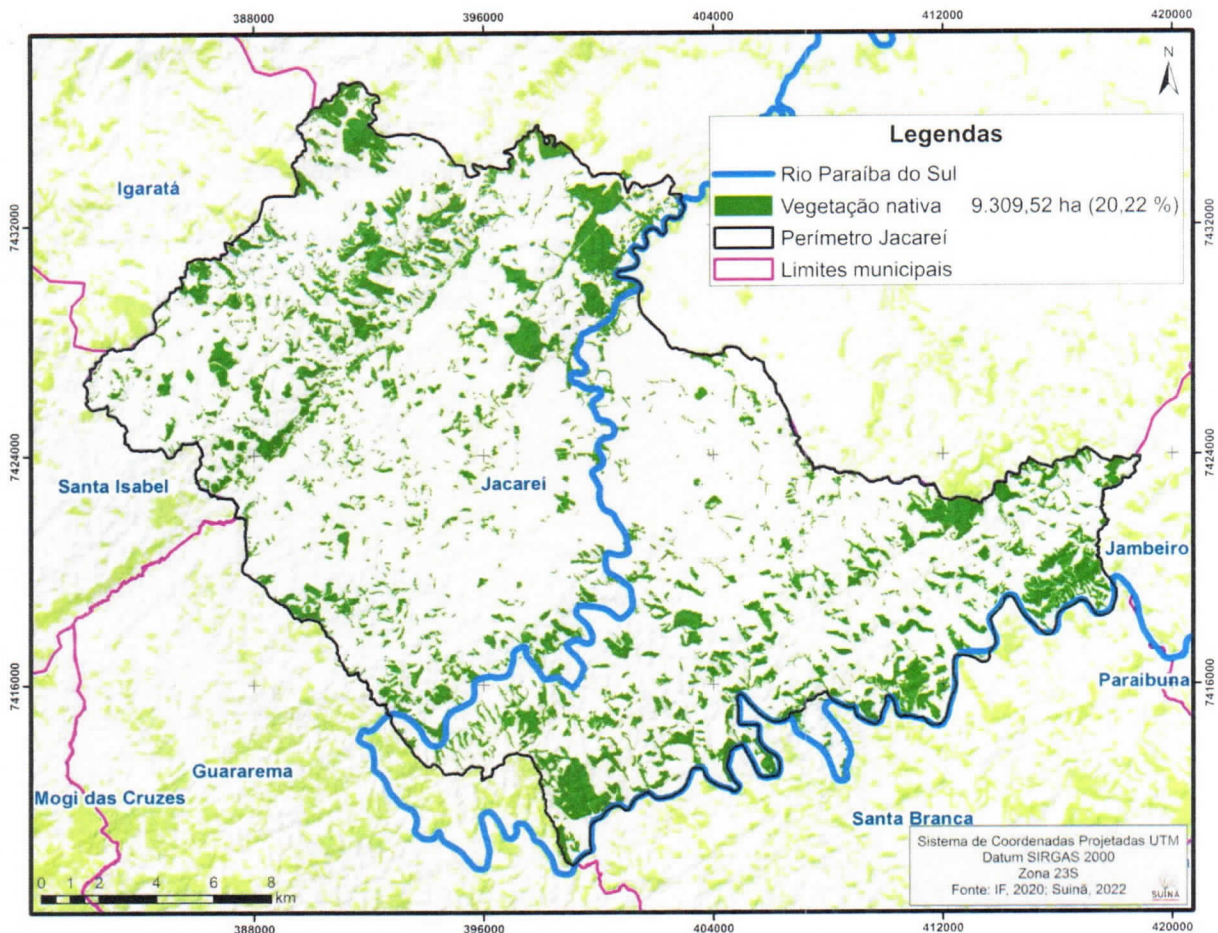 388000 396000 404000 412000 420000
N
Legendas
Rio Paraíba do Sul
Vegetação nativa 9.309,52 ha (20,22 %)
Perímetro Jacareí
Limites municipais
Igaratá
7432000 7432000
7424000 7424000
Santa Isabel
Jacareí
Jambeiro
7416000 7416000
Paraibuna
Guararema
Mogi das Cruzes
Santa Branca
Sistema de Coordenadas Projetadas UTM
Datum SIRGAS 2000
Zona 23S
Fonte: IF, 2020; Suinã, 2022
SUINÃ
0 1 2 4 6 8
km
388000 396000 404000 412000 420000